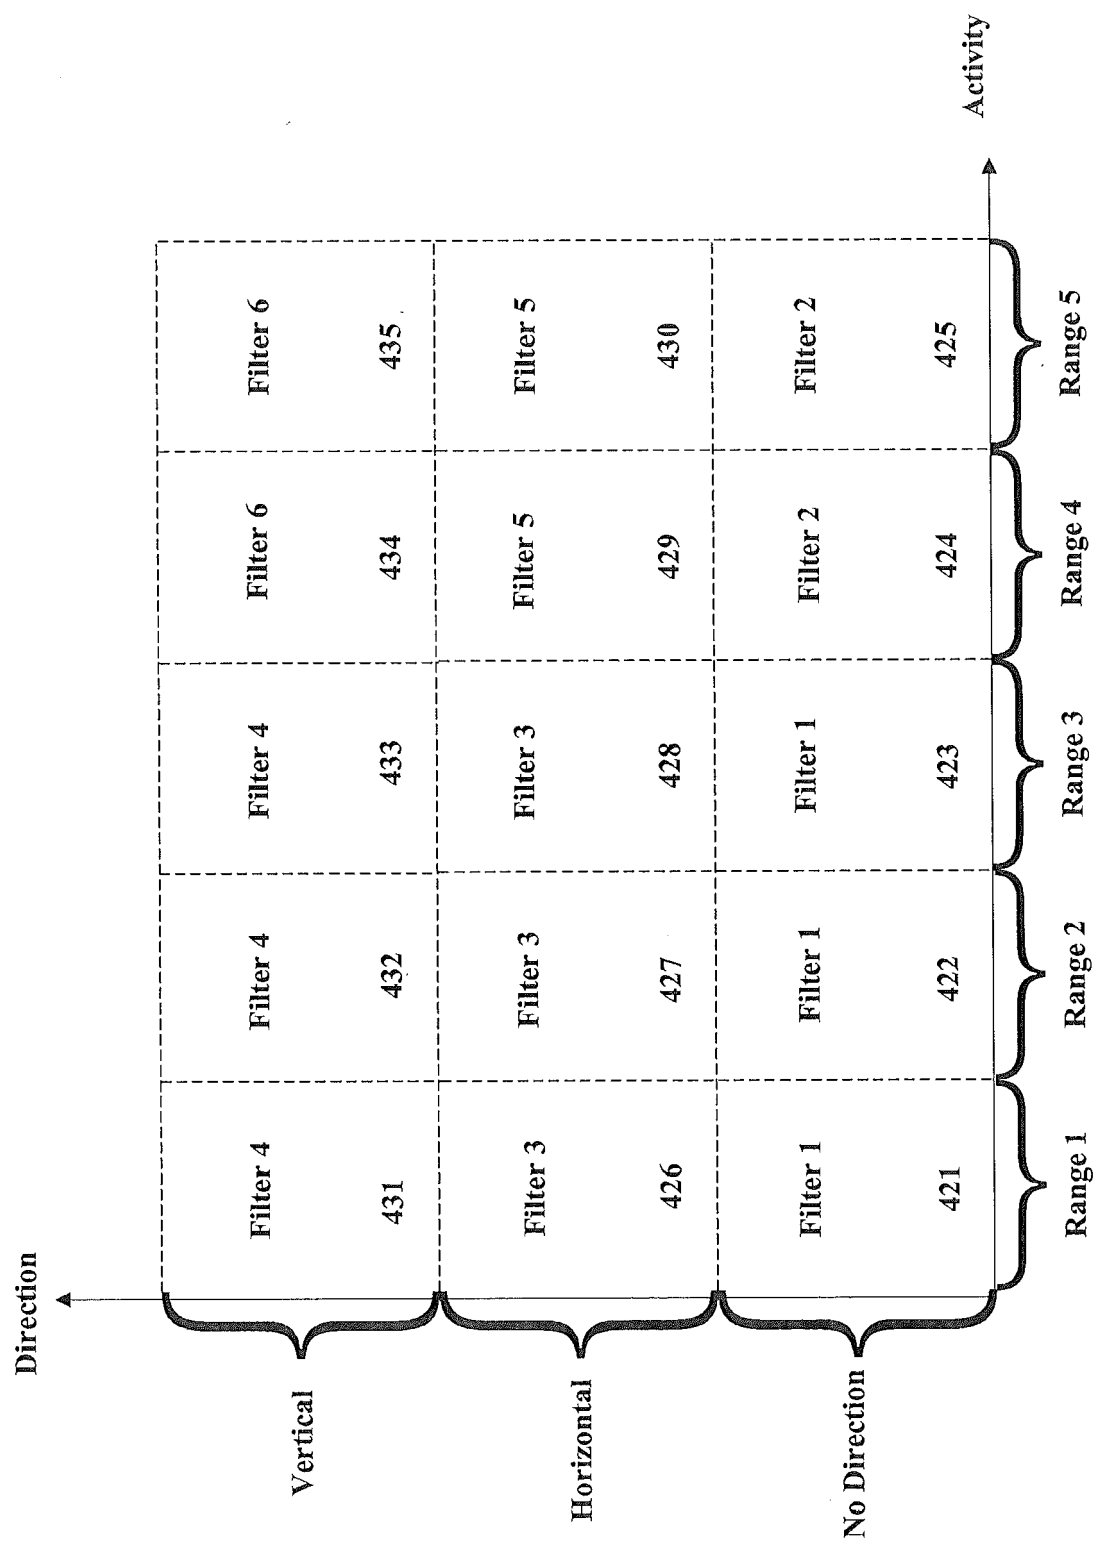 Direction
Activity
Vertical
Filter 4
Filter 4
Filter 4
Filter 6
Filter 6
431
432
433
434
435
Horizontal
Filter 3
Filter 3
Filter 3
Filter 5
Filter 5
426
427
428
429
430
No Direction
Filter 1
Filter 1
Filter 1
Filter 2
Filter 2
421
422
423
424
425
Range 1
Range 2
Range 3
Range 4
Range 5